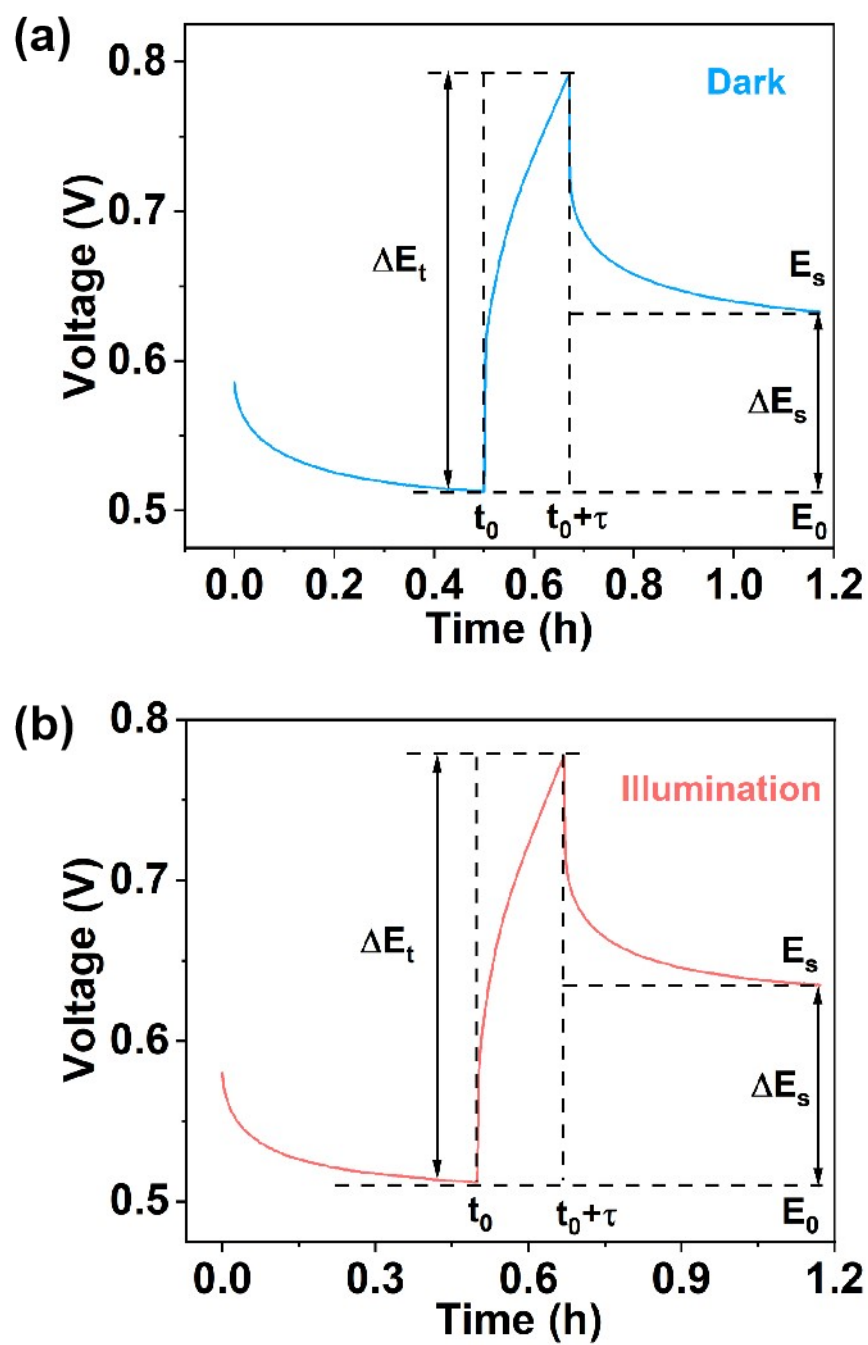 (a)
Dark
0.8
0.7
0.6
0.5
Voltage (V)
ΔEₜ
Eₛ
ΔEₛ
t₀
t₀+τ
E₀
0.0 0.2 0.4 0.6 0.8 1.0 1.2
Time (h)
(b)
Illumination
0.8
0.7
0.6
0.5
Voltage (V)
ΔEₜ
Eₛ
ΔEₛ
t₀
t₀+τ
E₀
0.0 0.3 0.6 0.9 1.2
Time (h)